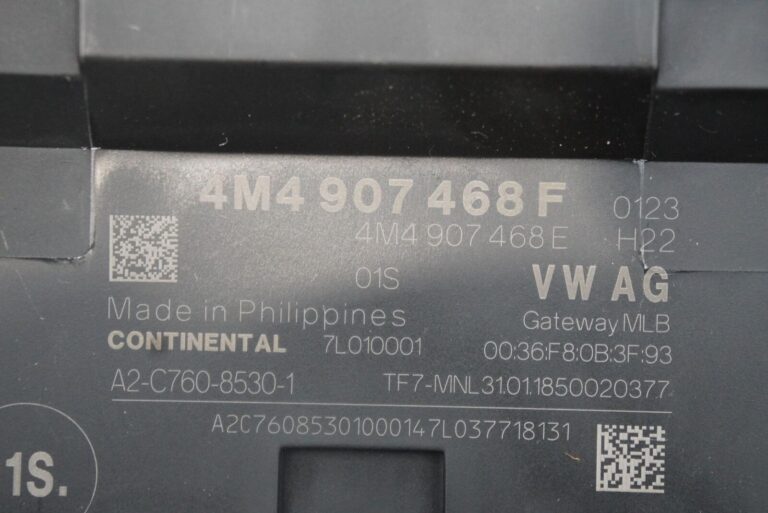 4M4 907 468 F 0123
4M4 907 468 E H22
01S VW AG
Made in Philippines Gateway MLB
CONTINENTAL 7L010001 00:36:F8:0B:3F:93
A2-C760-8530-1 TF7-MNL31.01.1850020377
A2C76085301000147L037718131
1S.